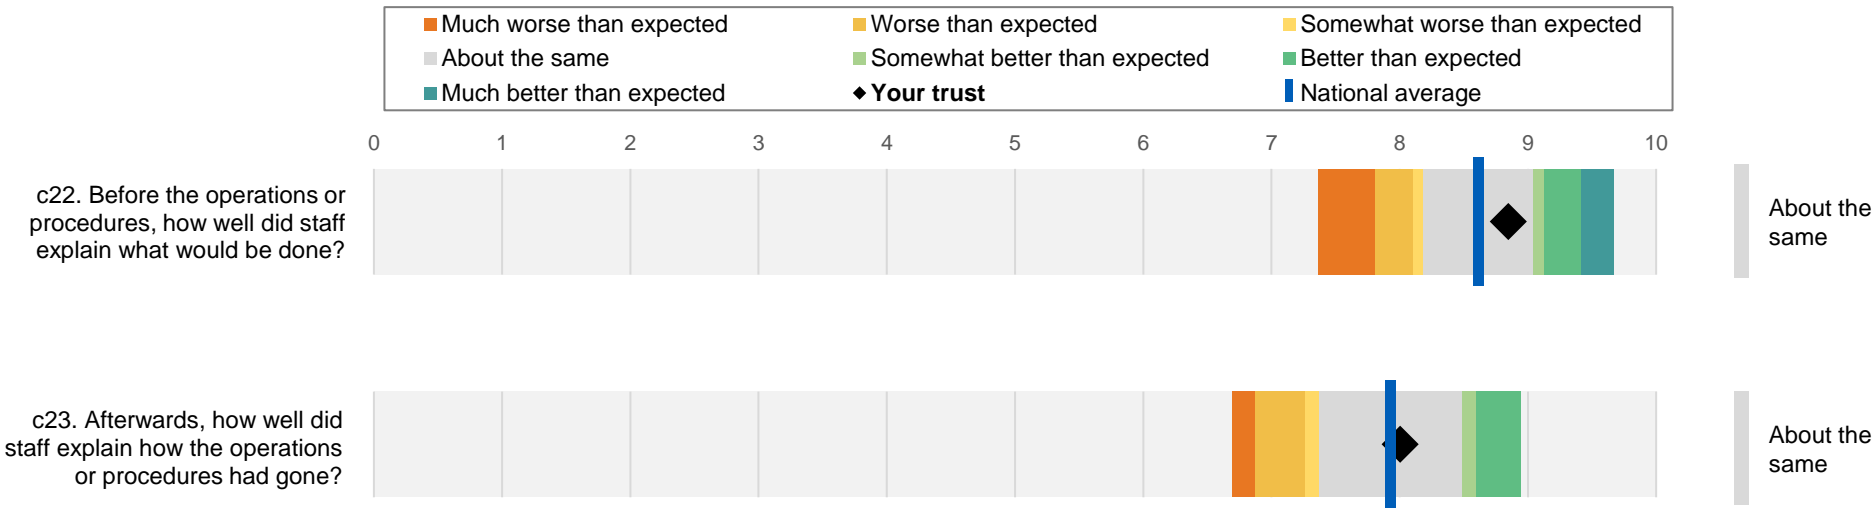 Much worse than expected Worse than expected Somewhat worse than expected
About the same Somewhat better than expected Better than expected
Much better than expected Your trust National average
0 1 2 3 4 5 6 7 8 9 10
c22. Before the operations or
procedures, how well did staff
explain what would be done?
About the
same
c23. Afterwards, how well did
staff explain how the operations
or procedures had gone?
About the
same